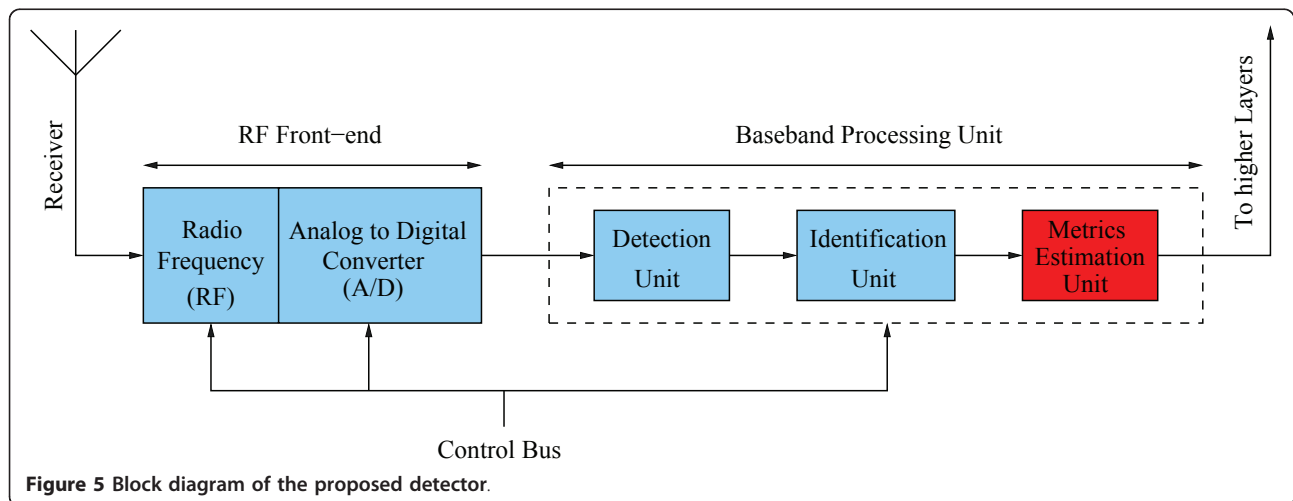 Receiver
RF Front-end
Baseband Processing Unit
To higher Layers
Radio
Frequency
(RF)
Analog to Digital
Converter
(A/D)
Detection
Unit
Identification
Unit
Metrics
Estimation
Unit
Control Bus
Figure 5 Block diagram of the proposed detector.